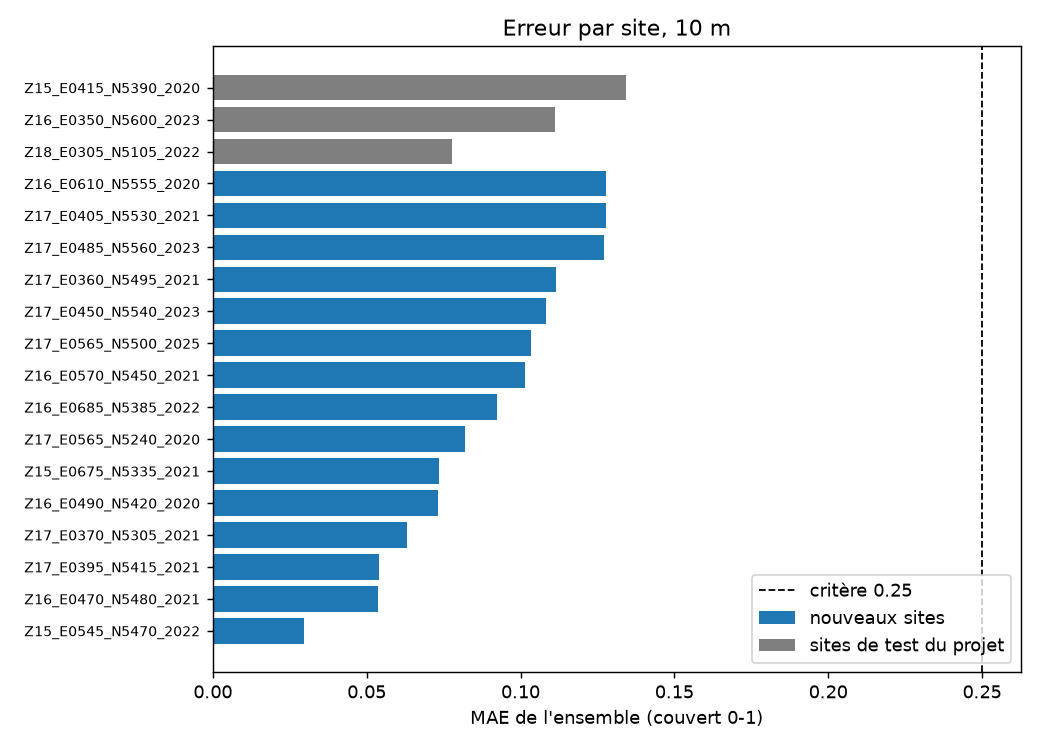 Erreur par site, 10 m
Z15_E0415_N5390_2020
Z16_E0350_N5600_2023
Z18_E0305_N5105_2022
Z16_E0610_N5555_2020
Z17_E0405_N5530_2021
Z17_E0485_N5560_2023
Z17_E0360_N5495_2021
Z17_E0450_N5540_2023
Z17_E0565_N5500_2025
Z16_E0570_N5450_2021
Z16_E0685_N5385_2022
Z17_E0565_N5240_2020
Z15_E0675_N5335_2021
Z16_E0490_N5420_2020
Z17_E0370_N5305_2021
Z17_E0395_N5415_2021
Z16_E0470_N5480_2021
Z15_E0545_N5470_2022
critère 0.25
nouveaux sites
sites de test du projet
0.00 0.05 0.10 0.15 0.20 0.25
MAE de l'ensemble (couvert 0-1)